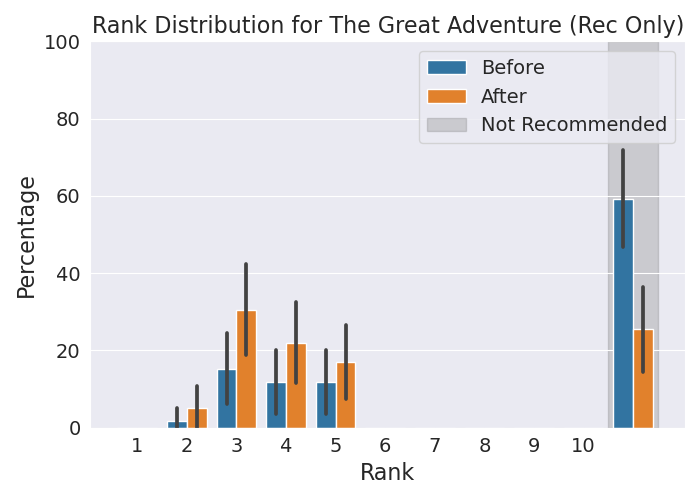 Rank Distribution for The Great Adventure (Rec Only)
100
80
60
40
20
0
Percentage
Before
After
Not Recommended
1 2 3 4 5 6 7 8 9 10
Rank